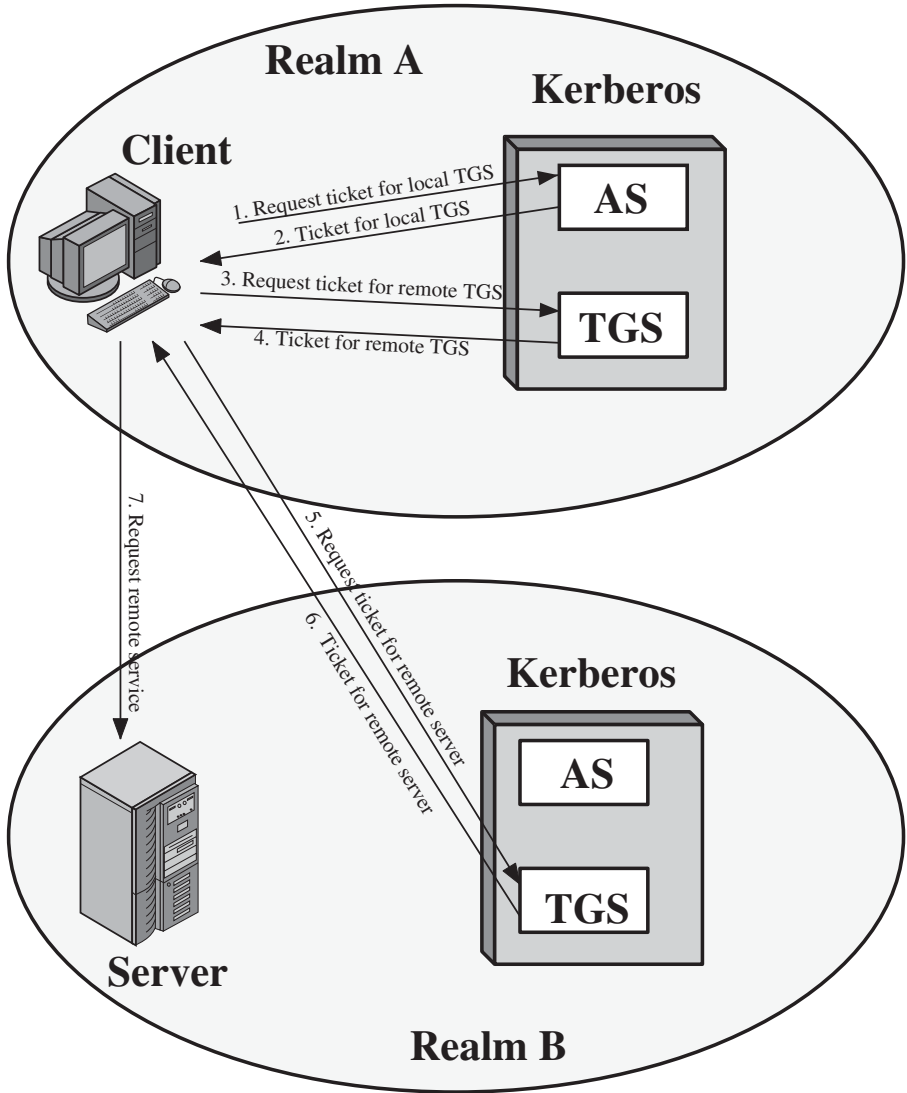 Realm A
Kerberos
Client
1. Request ticket for local TGS
AS
2. Ticket for local TGS
3. Request ticket for remote TGS
TGS
4. Ticket for remote TGS
7. Request remote service
5. Request ticket for remote server
6. Ticket for remote server
Kerberos
AS
TGS
Server
Realm B